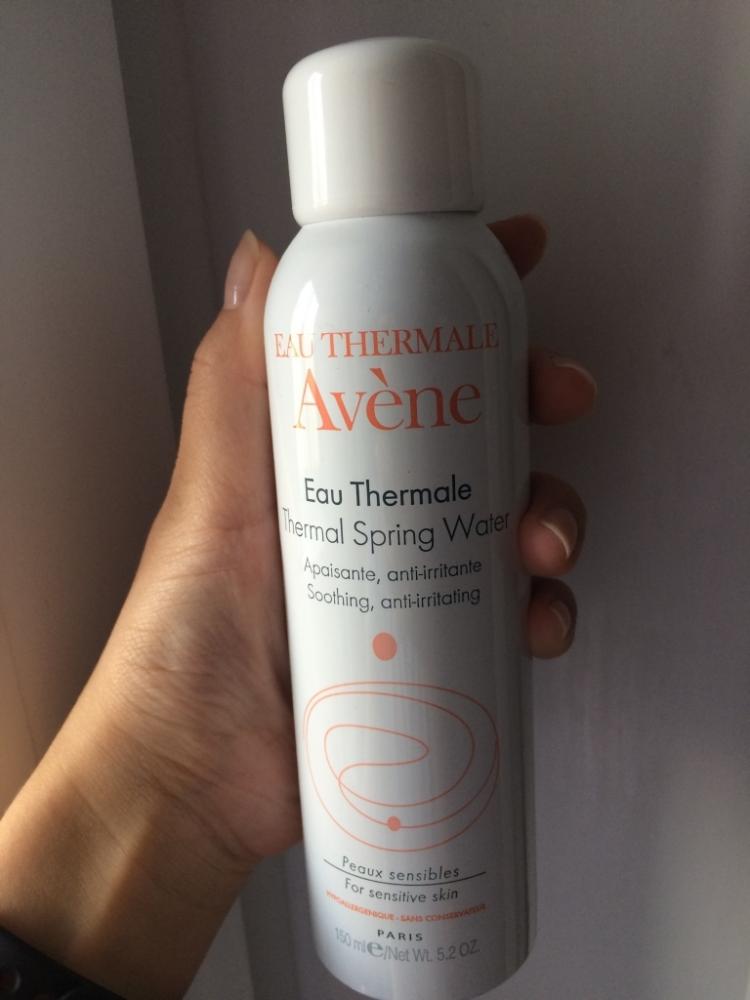 EAU THERMALE
Avène
Eau Thermale
Thermal Spring Water
Apaisante, anti-irritante
Soothing, anti-irritating
Peaux sensibles
For sensitive skin
HYPOALLERGENIQUE - SANS CONSERVATEUR
PARIS
150 ml e/Net Wt. 5.2 OZ.